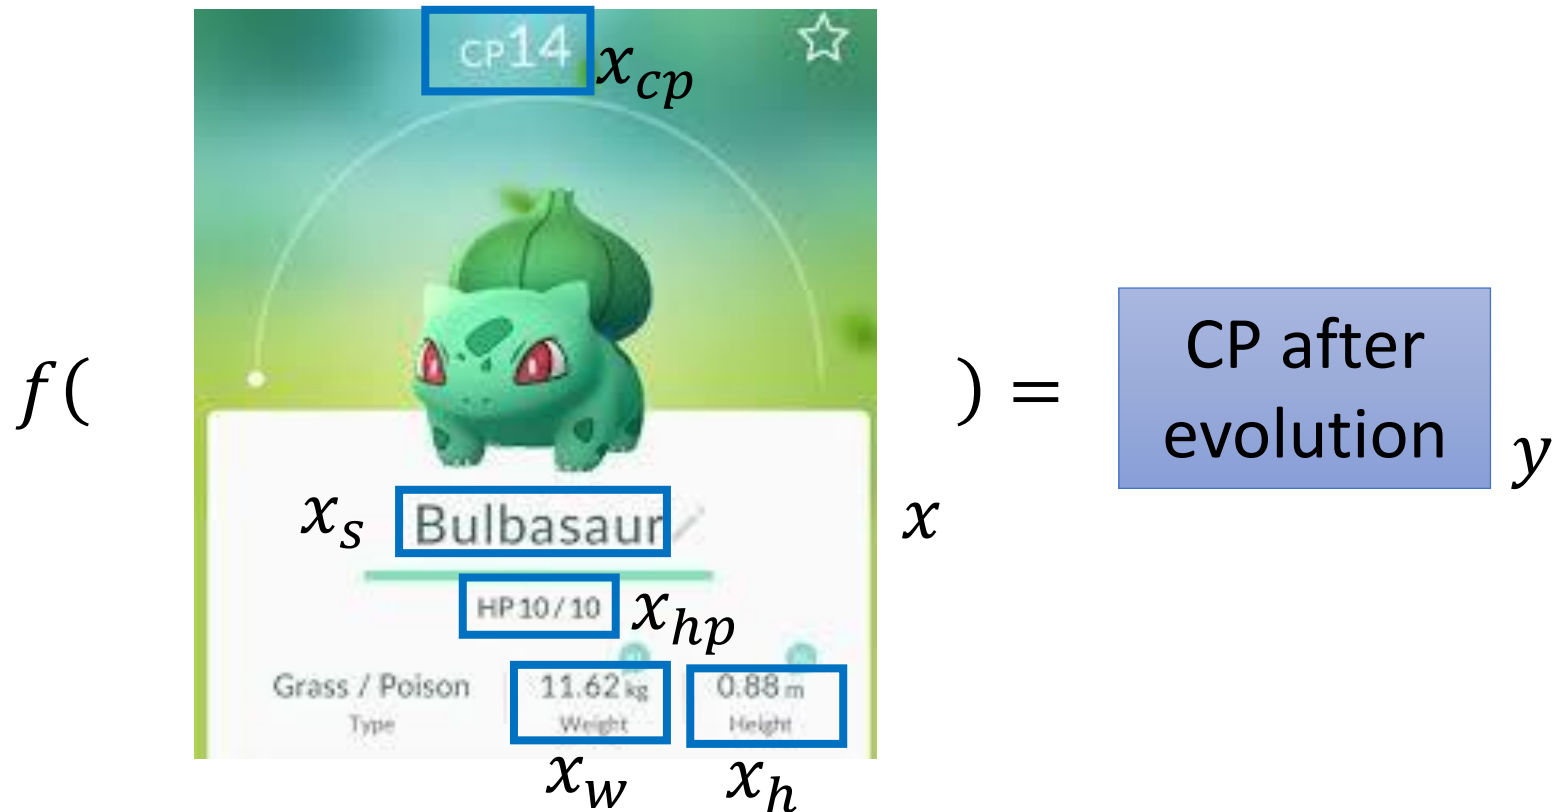 CP14
x_cp
f(
) =
CP after
evolution
y
x_s
Bulbasaur
x
HP 10 / 10
x_hp
Grass / Poison
Type
11.62 kg
Weight
0.88 m
Height
x_w
x_h